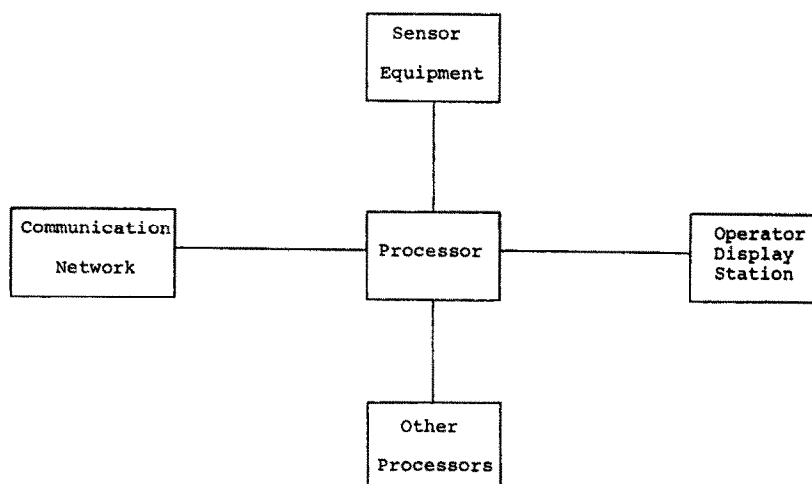 Sensor
Equipment
Communication
Network
Processor
Operator
Display
Station
Other
Processors